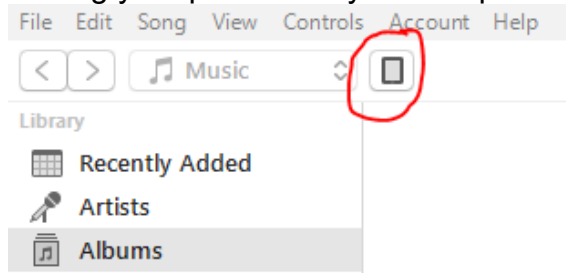 File Edit Song View Controls Account Help
Music
Library
Recently Added
Artists
Albums